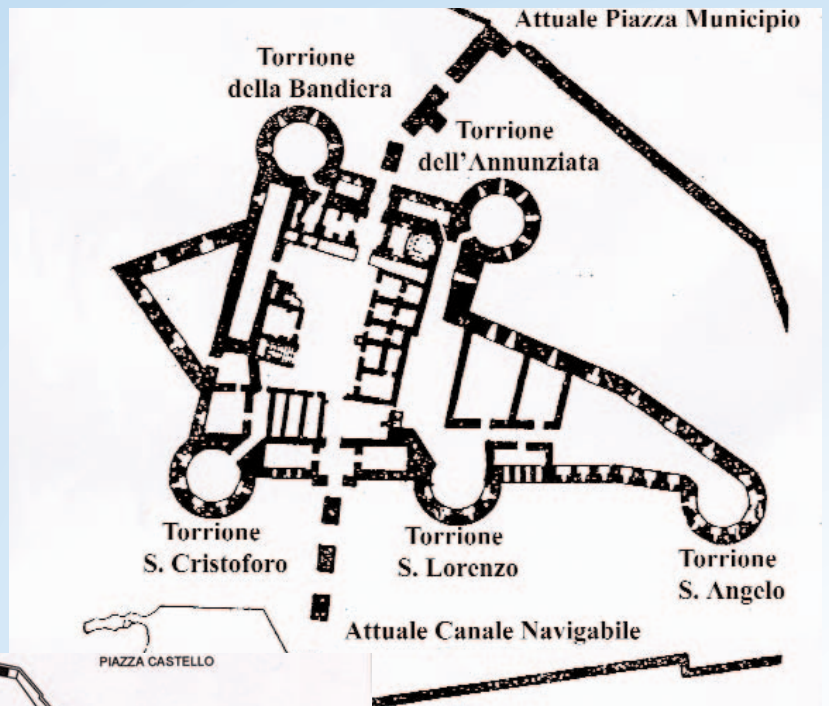 Attuale Piazza Municipio
Torrione
della Bandiera
Torrione
dell'Annunziata
Torrione
S. Cristoforo
Torrione
S. Lorenzo
Torrione
S. Angelo
Attuale Canale Navigabile
PIAZZA CASTELLO